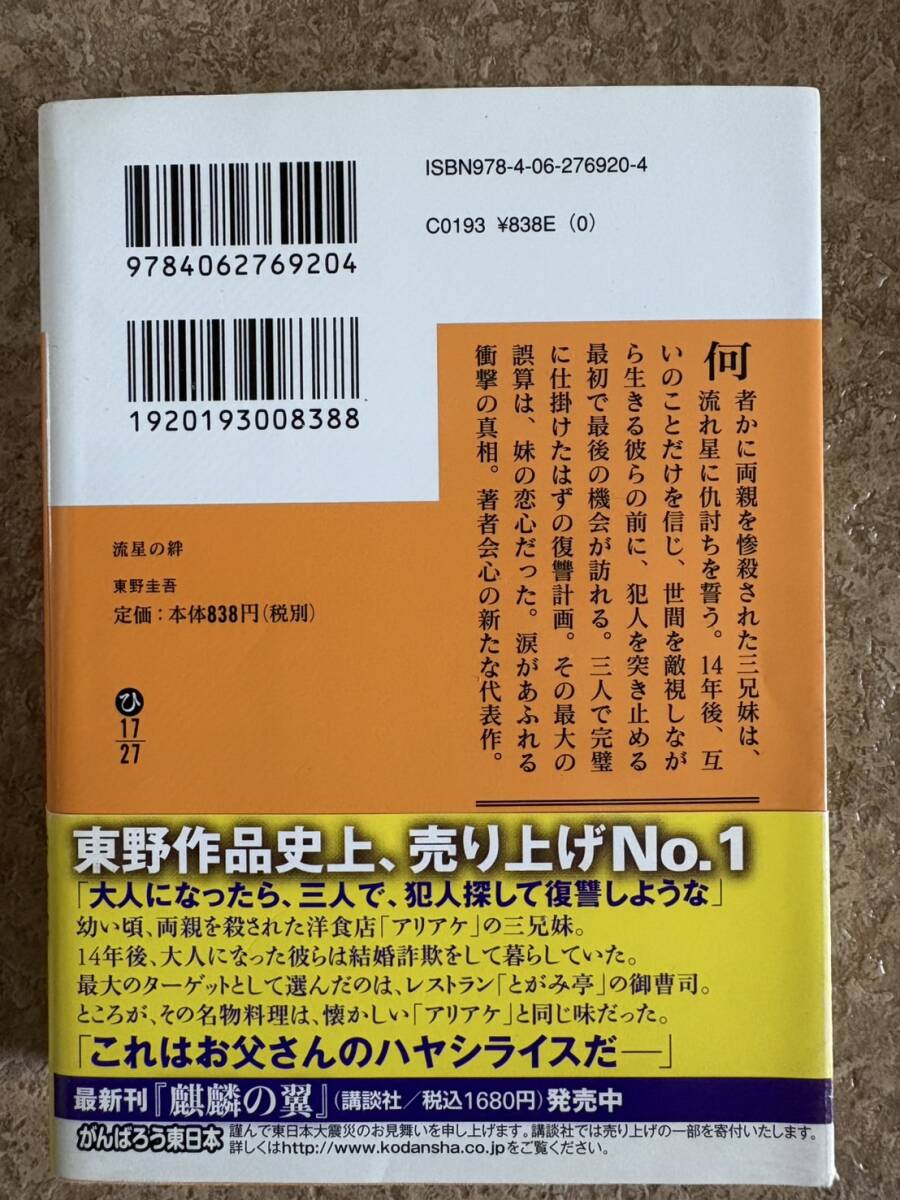 ISBN978-4-06-276920-4
C0193 ¥838E (0)
9784062769204
1920193008388
何者かに両親を惨殺された三兄妹は、
流れ星に仇討ちを誓う。14年後、互
いのことだけを信じ、世間を敵視しなが
ら生きる彼らの前に、犯人を突き止める
最初で最後の機会が訪れる。三人で完璧
に仕掛けたはずの復讐計画。その最大の
誤算は、妹の恋心だった。涙があふれる
衝撃の真相。著者会心の新たな代表作。
流星の絆
東野圭吾
定価:本体838円(税別)
ひ
17
27
東野作品史上、売り上げNo.1
「大人になったら、三人で、犯人探して復讐しような」
幼い頃、両親を殺された洋食店「アリアケ」の三兄妹。
14年後、大人になった彼らは結婚詐欺をして暮らしていた。
最大のターゲットとして選んだのは、レストラン「とがみ亭」の御曹司。
ところが、その名物料理は、懐かしい「アリアケ」と同じ味だった。
「これはお父さんのハヤシライスだ―」
最新刊『麒麟の翼』(講談社/税込1680円)発売中
がんばろう東日本 謹んで東日本大震災のお見舞いを申し上げます。講談社では売り上げの一部を寄付いたします。
詳しくはhttp://www.kodansha.co.jpをご覧ください。